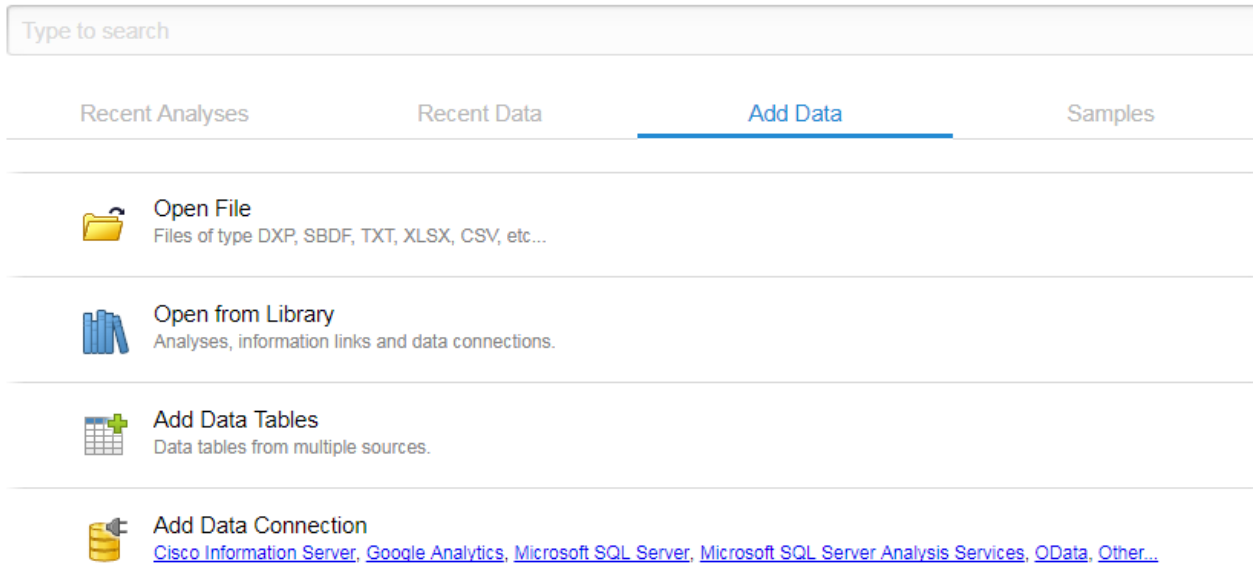 Type to search
Recent Analyses Recent Data Add Data Samples
Open File
Files of type DXP, SBDF, TXT, XLSX, CSV, etc...
Open from Library
Analyses, information links and data connections.
Add Data Tables
Data tables from multiple sources.
Add Data Connection
Cisco Information Server, Google Analytics, Microsoft SQL Server, Microsoft SQL Server Analysis Services, OData, Other...